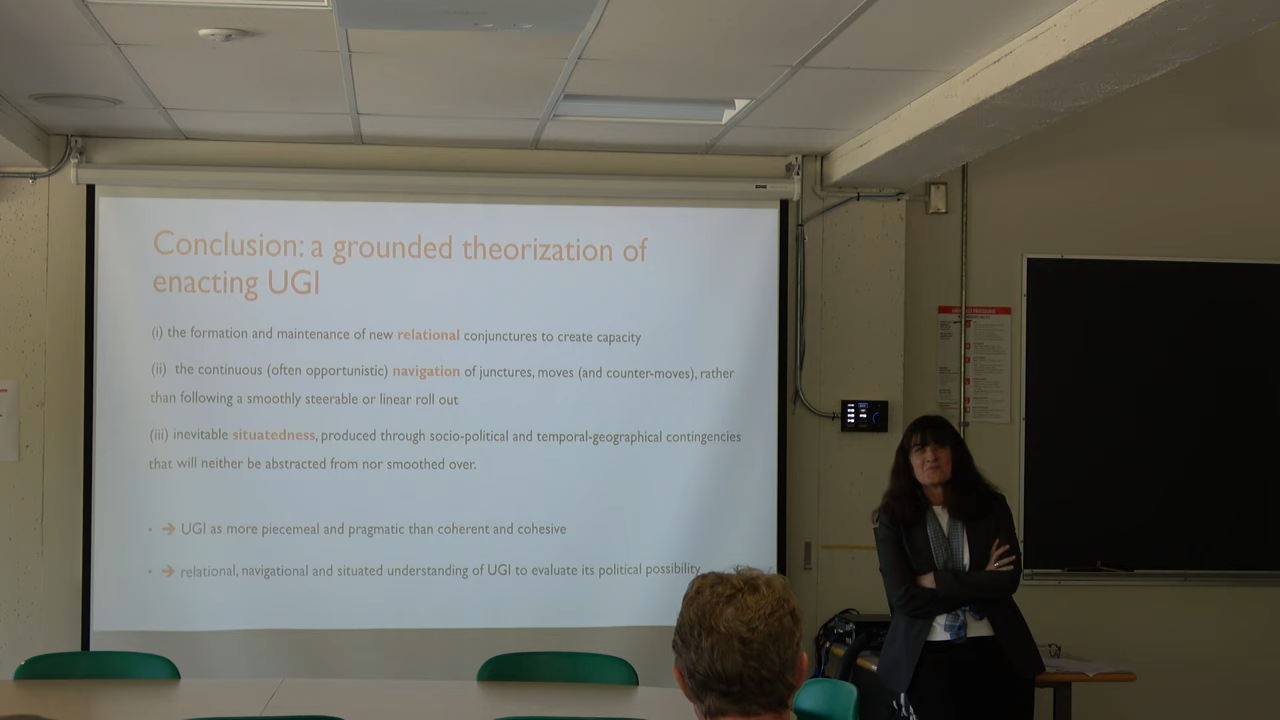 Conclusion: a grounded theorization of
enacting UGI
(i) the formation and maintenance of new relational conjunctures to create capacity
(ii) the continuous (often opportunistic) navigation of junctures, moves (and counter-moves), rather
than following a smoothly steerable or linear roll out
(iii) inevitable situatedness, produced through socio-political and temporal-geographical contingencies
that will neither be abstracted from nor smoothed over.
• → UGI as more piecemeal and pragmatic than coherent and cohesive
• → relational, navigational and situated understanding of UGI to evaluate its political possibility